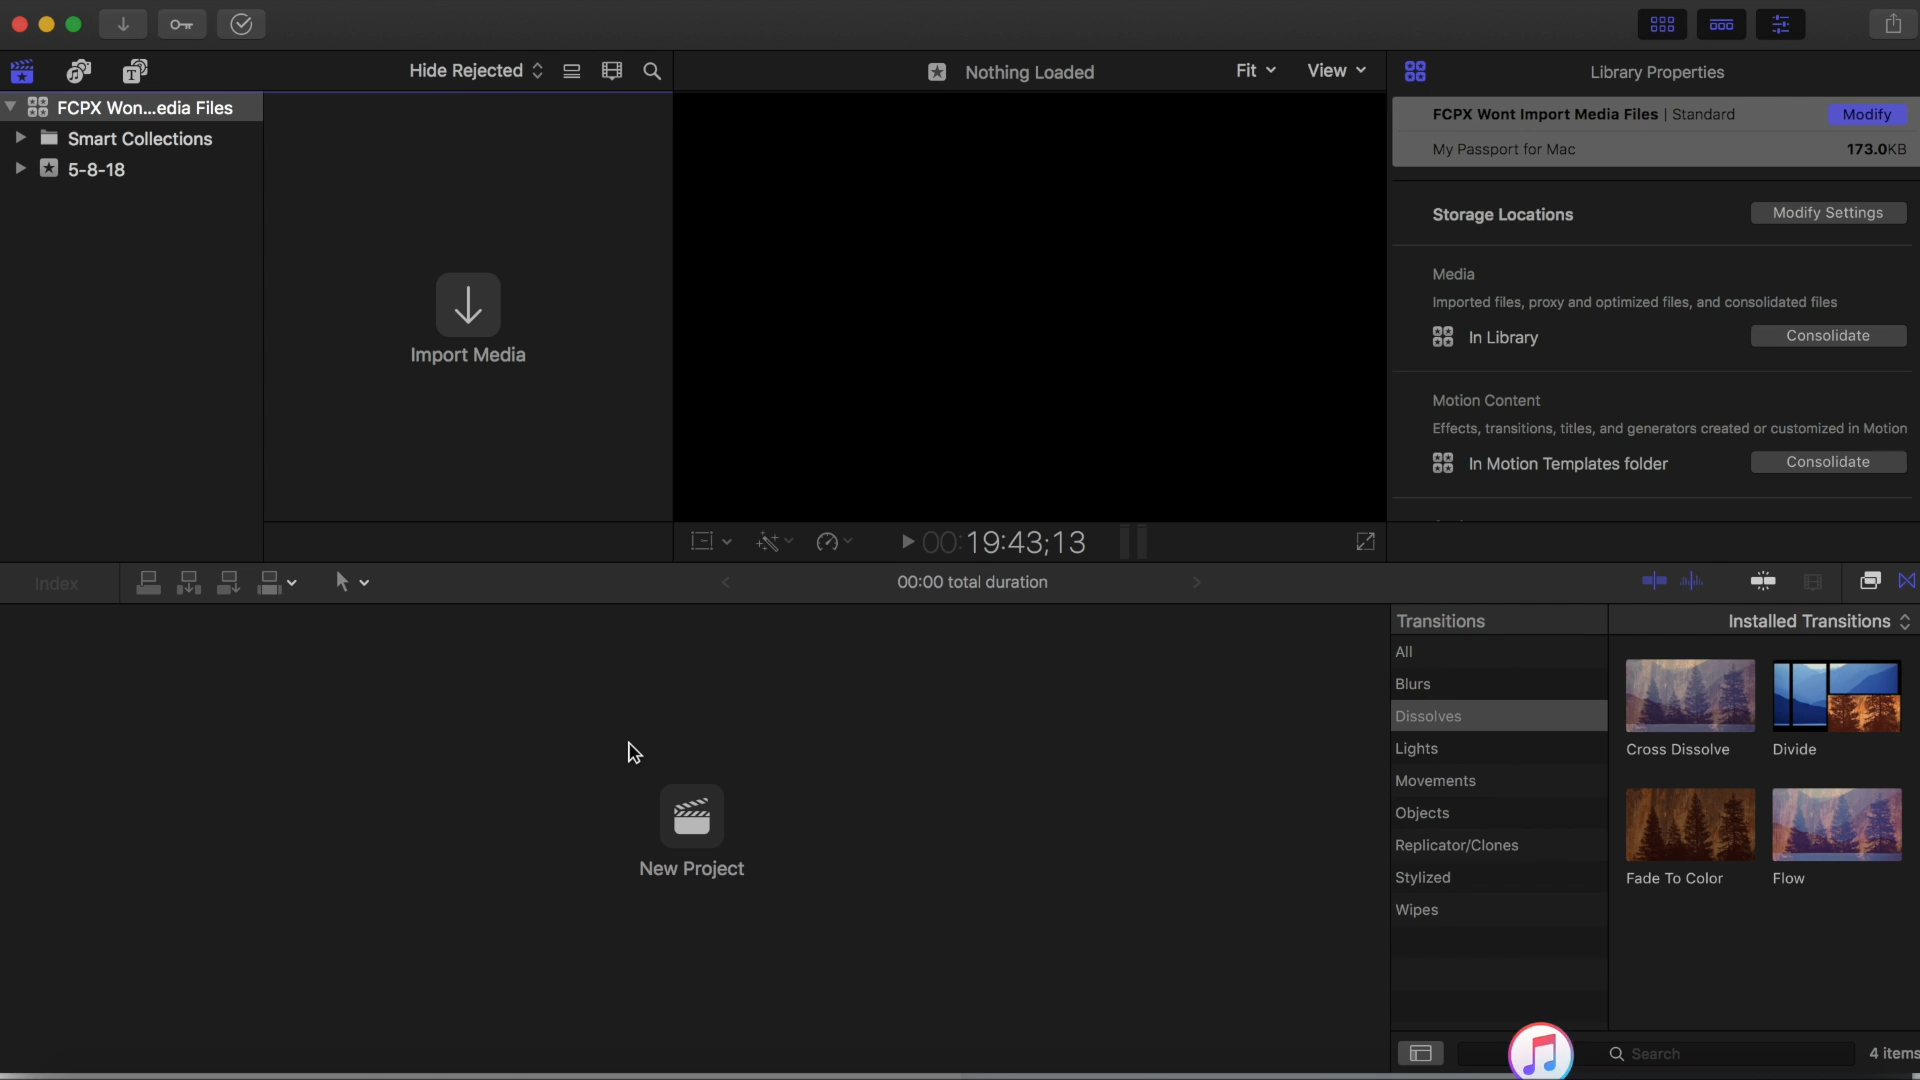 Hide Rejected
Nothing Loaded
Fit
View
Library Properties
FCPX Won...edia Files
Smart Collections
5-8-18
Import Media
FCPX Wont Import Media Files | Standard
Modify
My Passport for Mac
173.0KB
Storage Locations
Modify Settings
Media
Imported files, proxy and optimized files, and consolidated files
In Library
Consolidate
Motion Content
Effects, transitions, titles, and generators created or customized in Motion
In Motion Templates folder
Consolidate
00:19:43;13
Index
00:00 total duration
New Project
Transitions
All
Blurs
Dissolves
Lights
Movements
Objects
Replicator/Clones
Stylized
Wipes
Installed Transitions
Cross Dissolve
Divide
Fade To Color
Flow
Search
4 items